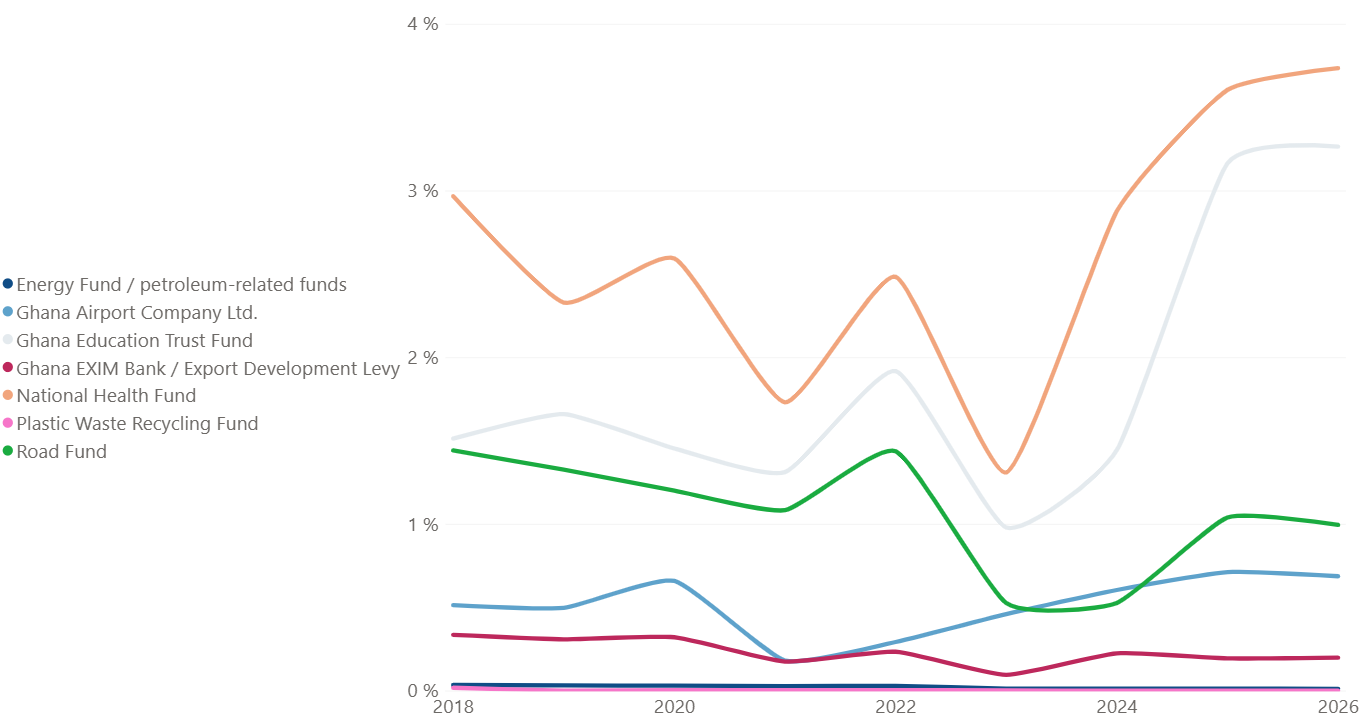 4 %
3 %
2 %
1 %
0 %
Energy Fund / petroleum-related funds
Ghana Airport Company Ltd.
Ghana Education Trust Fund
Ghana EXIM Bank / Export Development Levy
National Health Fund
Plastic Waste Recycling Fund
Road Fund
2018 2020 2022 2024 2026